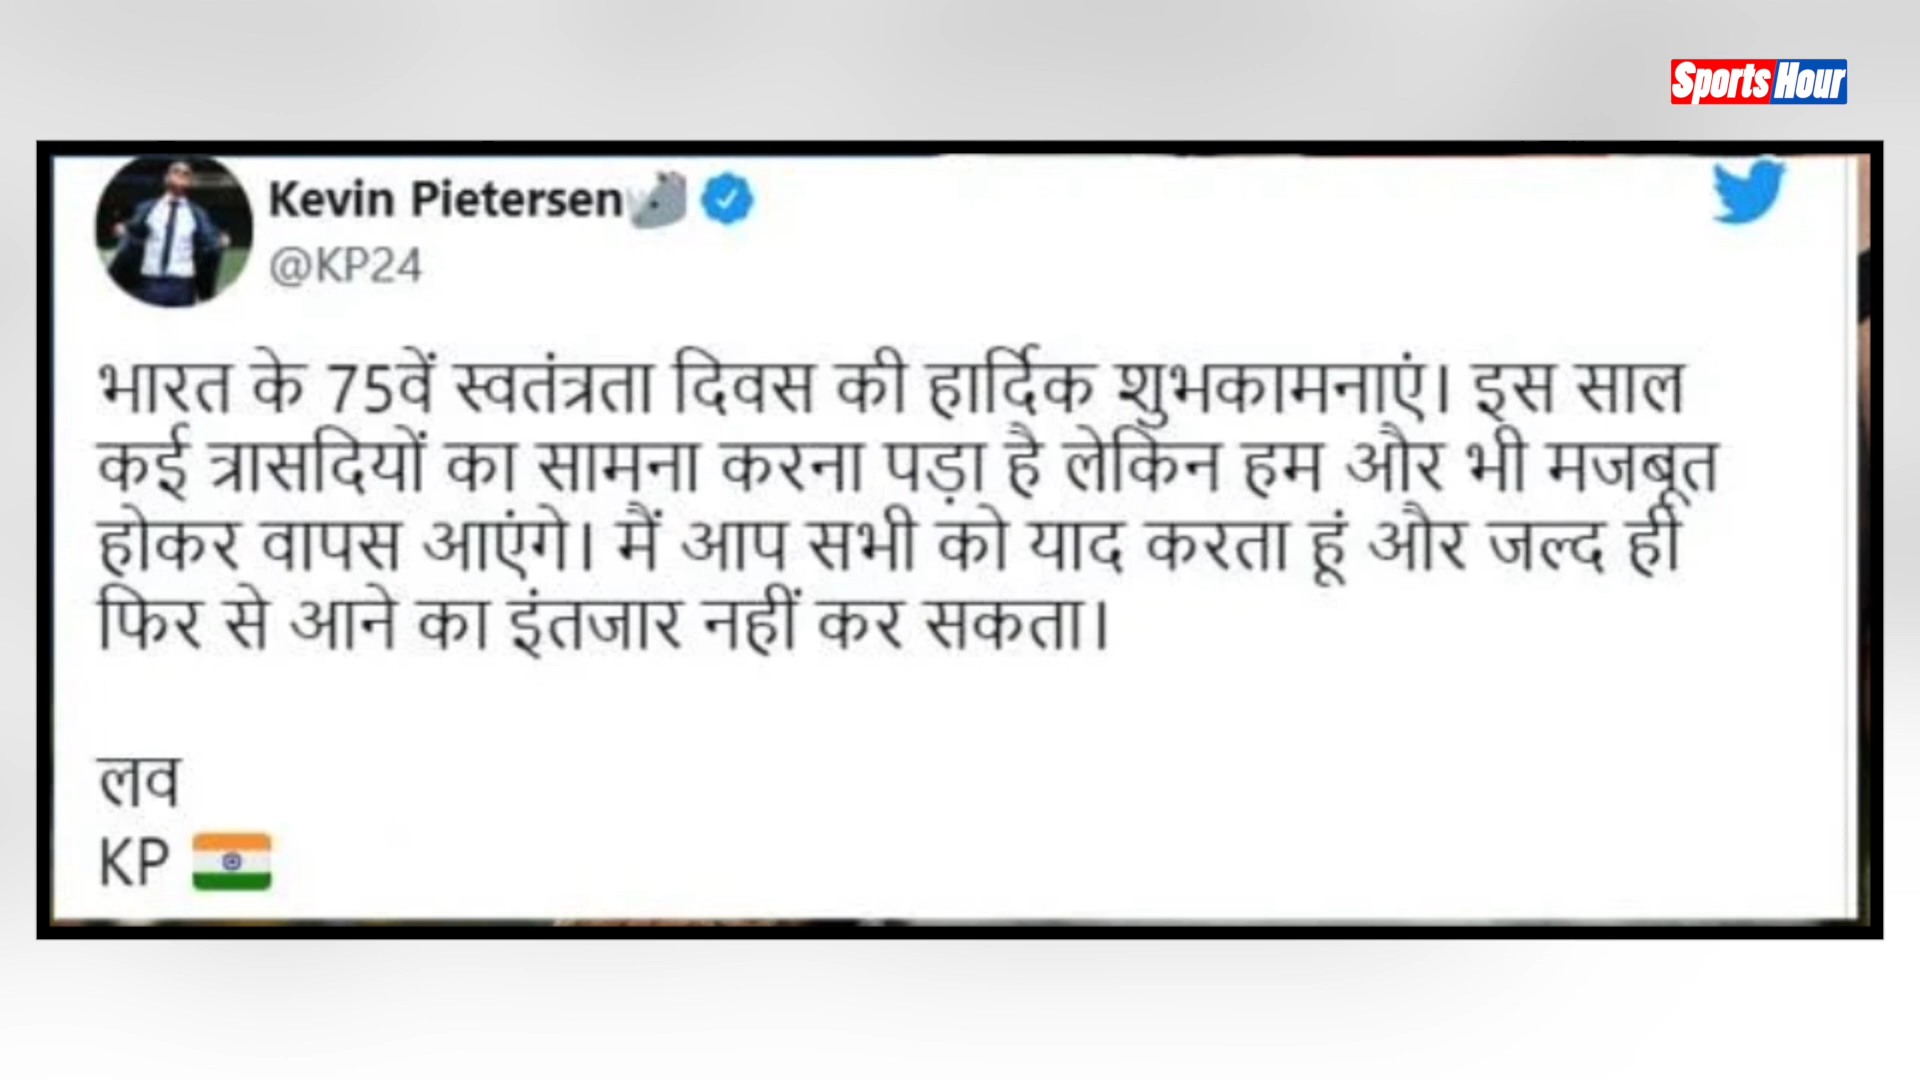 Sports Hour
Kevin Pietersen🦏
@KP24
भारत के 75वें स्वतंत्रता दिवस की हार्दिक शुभकामनाएं। इस साल
कई त्रासदियों का सामना करना पड़ा है लेकिन हम और भी मजबूत
होकर वापस आएंगे। मैं आप सभी को याद करता हूं और जल्द ही
फिर से आने का इंतजार नहीं कर सकता।
लव
KP 🇮🇳